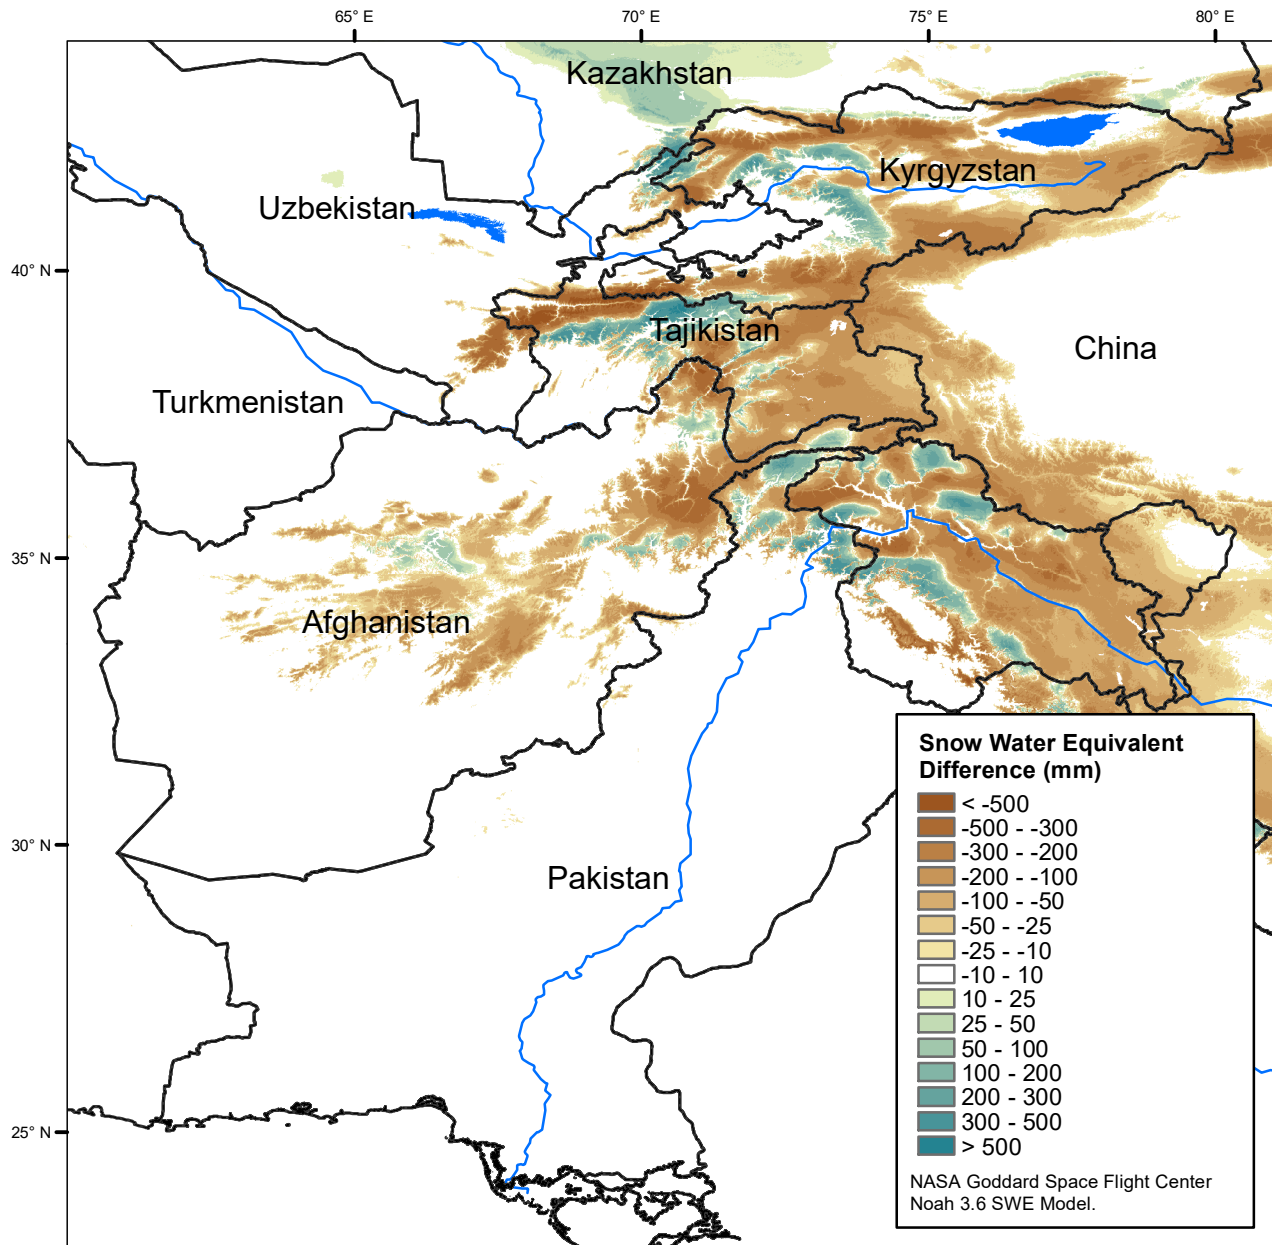 65° E
70° E
75° E
80° E
Kazakhstan
Kyrgyzstan
Uzbekistan
40° N
Tajikistan
China
Turkmenistan
35° N
Afghanistan
Snow Water Equivalent
Difference (mm)
< -500
-500 - -300
-300 - -200
-200 - -100
-100 - -50
-50 - -25
-25 - -10
-10 - 10
10 - 25
25 - 50
50 - 100
100 - 200
200 - 300
300 - 500
> 500
NASA Goddard Space Flight Center
Noah 3.6 SWE Model.
30° N
Pakistan
25° N